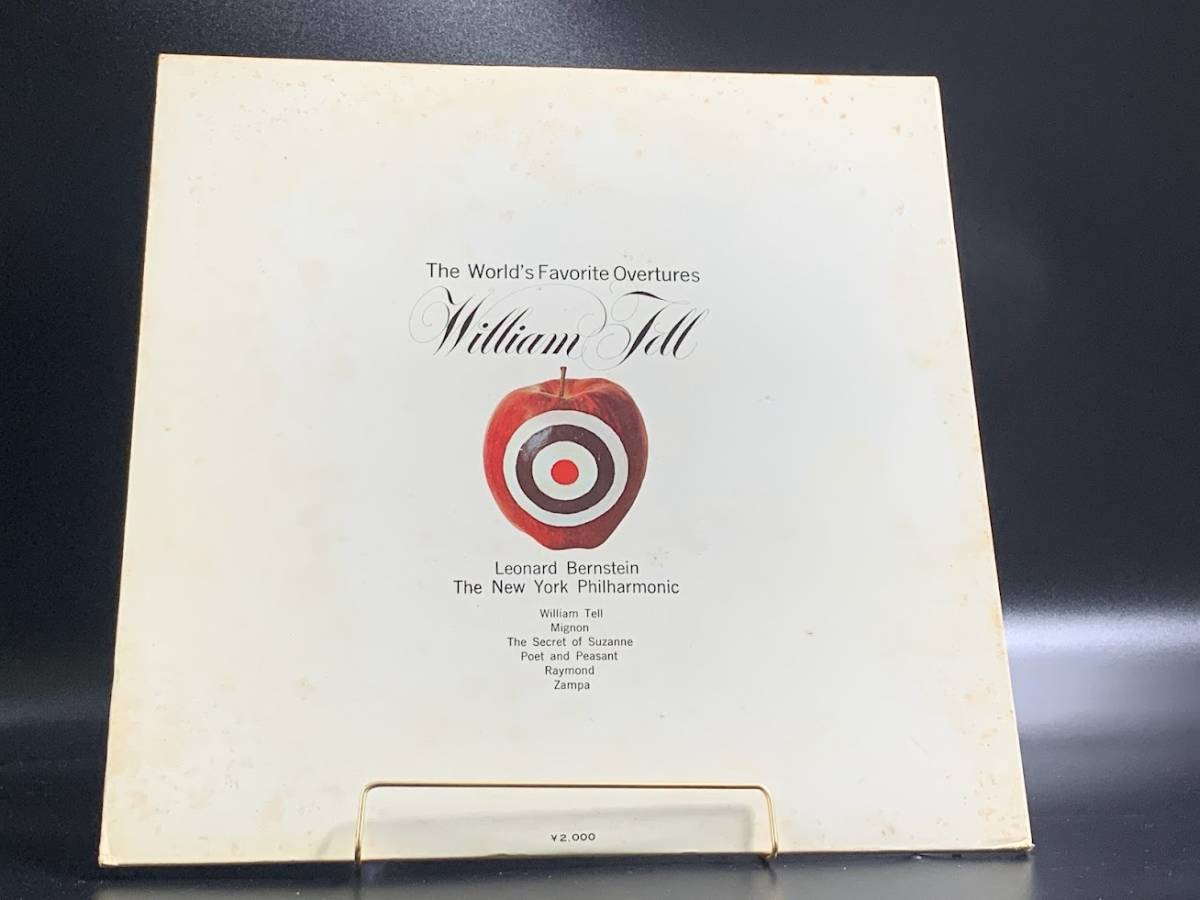 The World's Favorite Overtures
William Tell
Leonard Bernstein
The New York Philharmonic
William Tell
Mignon
The Secret of Suzanne
Poet and Peasant
Raymond
Zampa
¥2,000